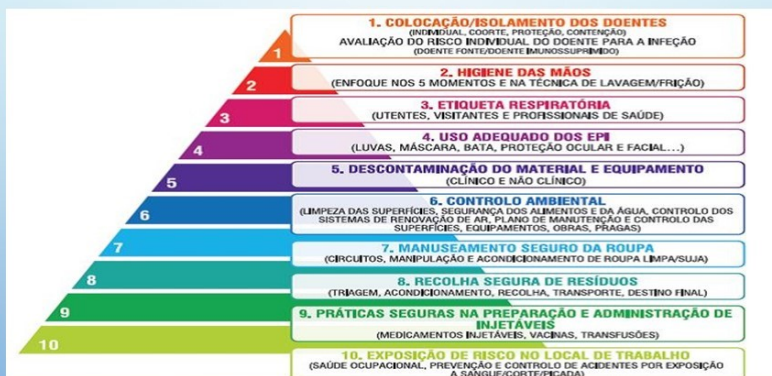 1. COLOCAÇÃO/ISOLAMENTO DOS DOENTES
(INDIVIDUAL, COORTE, PROTEÇÃO, CONTENÇÃO)
AVALIAÇÃO DO RISCO INDIVIDUAL DO DOENTE PARA A INFEÇÃO
(DOENTE FONTE/DOENTE IMUNOSSUPRIMIDO)
1
2. HIGIENE DAS MÃOS
(ENFOQUE NOS 5 MOMENTOS E NA TÉCNICA DE LAVAGEM/FRIÇÃO)
2
3. ETIQUETA RESPIRATÓRIA
(UTENTES, VISITANTES E PROFISSIONAIS DE SAÚDE)
3
4. USO ADEQUADO DOS EPI
(LUVAS, MÁSCARA, BATA, PROTEÇÃO OCULAR E FACIAL...)
4
5. DESCONTAMINAÇÃO DO MATERIAL E EQUIPAMENTO
(CLÍNICO E NÃO CLÍNICO)
5
6. CONTROLO AMBIENTAL
(LIMPEZA DAS SUPERFÍCIES, SEGURANÇA DOS ALIMENTOS E DA ÁGUA, CONTROLO DOS
SISTEMAS DE RENOVAÇÃO DE AR, PLANO DE MANUTENÇÃO E CONTROLO DAS
SUPERFÍCIES, EQUIPAMENTOS, OBRAS, PRAGAS)
6
7. MANUSEAMENTO SEGURO DA ROUPA
(CIRCUITOS, MANIPULAÇÃO E ACONDICIONAMENTO DE ROUPA LIMPA/SUJA)
7
8. RECOLHA SEGURA DE RESÍDUOS
(TRIAGEM, ACONDICIONAMENTO, RECOLHA, TRANSPORTE, DESTINO FINAL)
8
9. PRÁTICAS SEGURAS NA PREPARAÇÃO E ADMINISTRAÇÃO DE
INJETÁVEIS
(MEDICAMENTOS INJETÁVEIS, VACINAS, TRANSFUSÕES)
9
10. EXPOSIÇÃO DE RISCO NO LOCAL DE TRABALHO
(SAÚDE OCUPACIONAL, PREVENÇÃO E CONTROLO DE ACIDENTES POR EXPOSIÇÃO
A SANGUE/CORTE/PICADA)
10